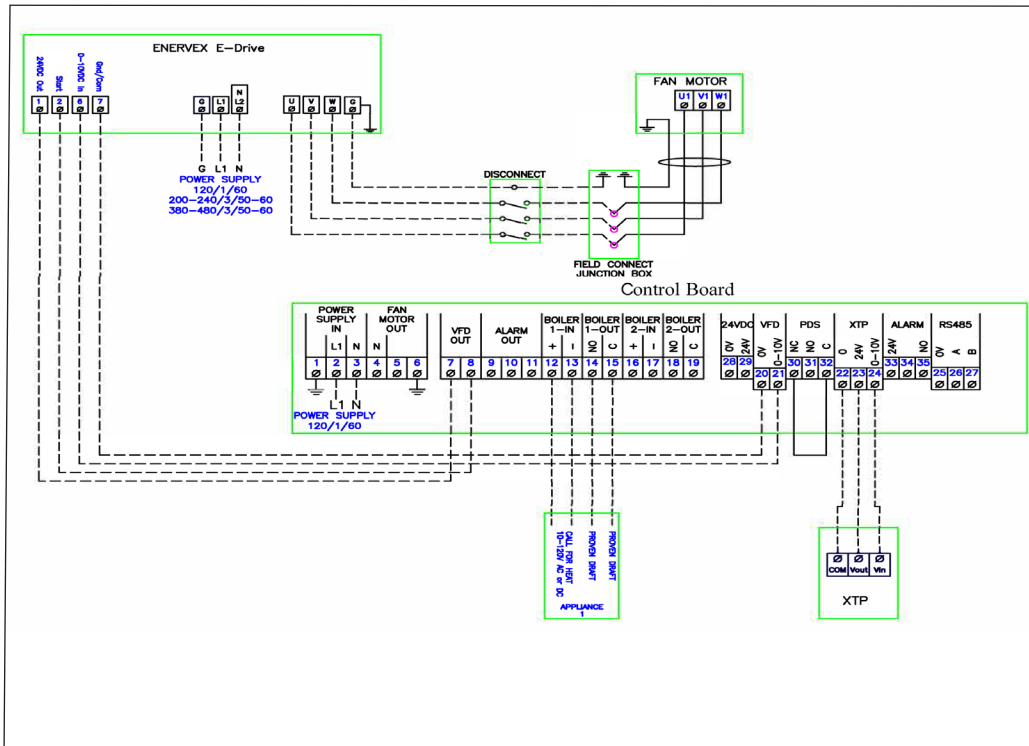 ENERVEX E-Drive
24VDC Out
Start
0-10VDC In
Gnd/Com
1 2 6 7
G L1 N L2
U V W G
G L1 N
POWER SUPPLY
120/1/60
200-240/3/50-60
380-480/3/50-60
FAN MOTOR
U1 V1 W1
DISCONNECT
FIELD CONNECT
JUNCTION BOX
Control Board
POWER SUPPLY IN
L1 N
FAN MOTOR OUT
N
VFD OUT
ALARM OUT
BOILER 1-IN
+ -
BOILER 1-OUT
NO C
BOILER 2-IN
+ -
BOILER 2-OUT
NO C
24VDC
0V 24V
VFD
0V 0-10V
PDS
NC NO C
XTP
0 24V 0-10V
ALARM
24V NO
RS485
0V A B
1 2 3 4 5 6 7 8 9 10 11 12 13 14 15 16 17 18 19
28 29 20 21 30 31 32 22 23 24 33 34 35 25 26 27
L1 N
POWER SUPPLY
120/1/60
10-120V AC or DC
CALL FOR HEAT
PROVEN DRAFT
PROVEN DRAFT
APPLIANCE
1
COM Vout Vin
XTP